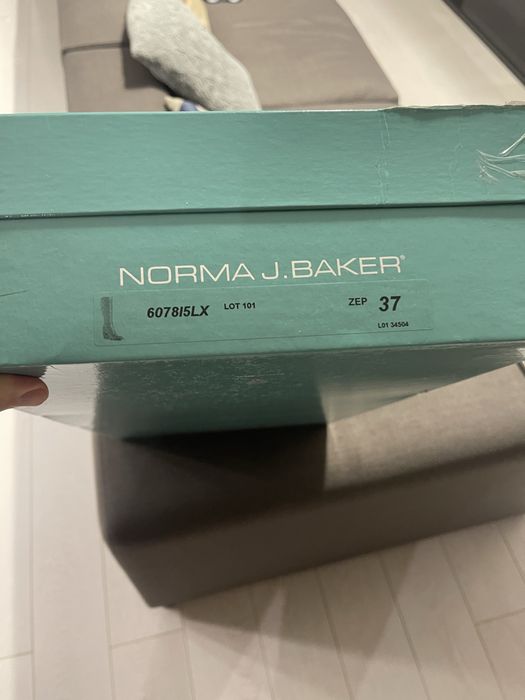 NORMA J.BAKER®
6078I5LX LOT 101 ZEP 37
L01 34504